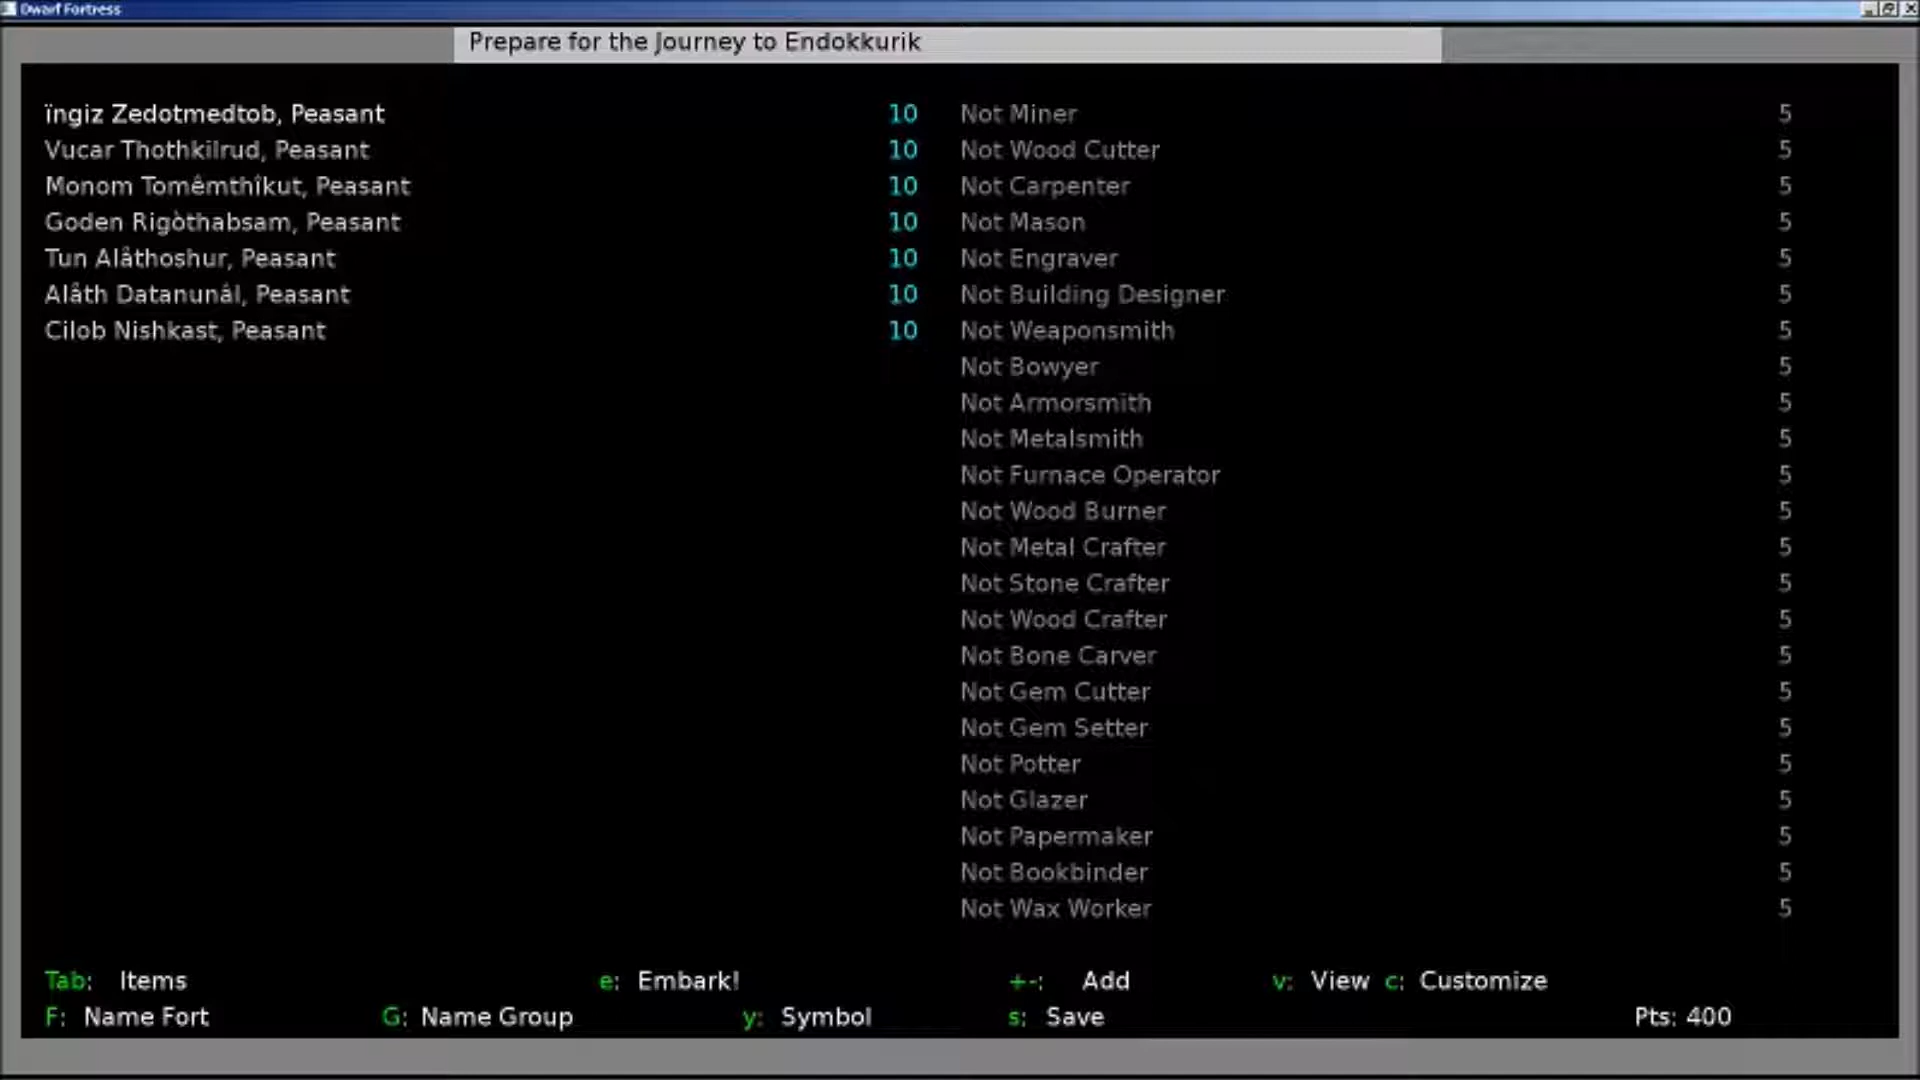 Dwarf Fortress
Prepare for the Journey to Endokkurik
ïngiz Zedotmedtob, Peasant 10 Not Miner 5
Vucar Thothkilrud, Peasant 10 Not Wood Cutter 5
Monom Tomêmthîkut, Peasant 10 Not Carpenter 5
Goden Rigòthabsam, Peasant 10 Not Mason 5
Tun Alåthoshur, Peasant 10 Not Engraver 5
Alåth Datanunál, Peasant 10 Not Building Designer 5
Cilob Nishkast, Peasant 10 Not Weaponsmith 5
Not Bowyer 5
Not Armorsmith 5
Not Metalsmith 5
Not Furnace Operator 5
Not Wood Burner 5
Not Metal Crafter 5
Not Stone Crafter 5
Not Wood Crafter 5
Not Bone Carver 5
Not Gem Cutter 5
Not Gem Setter 5
Not Potter 5
Not Glazer 5
Not Papermaker 5
Not Bookbinder 5
Not Wax Worker 5
Tab: Items e: Embark! +-: Add v: View c: Customize
F: Name Fort G: Name Group y: Symbol s: Save Pts: 400